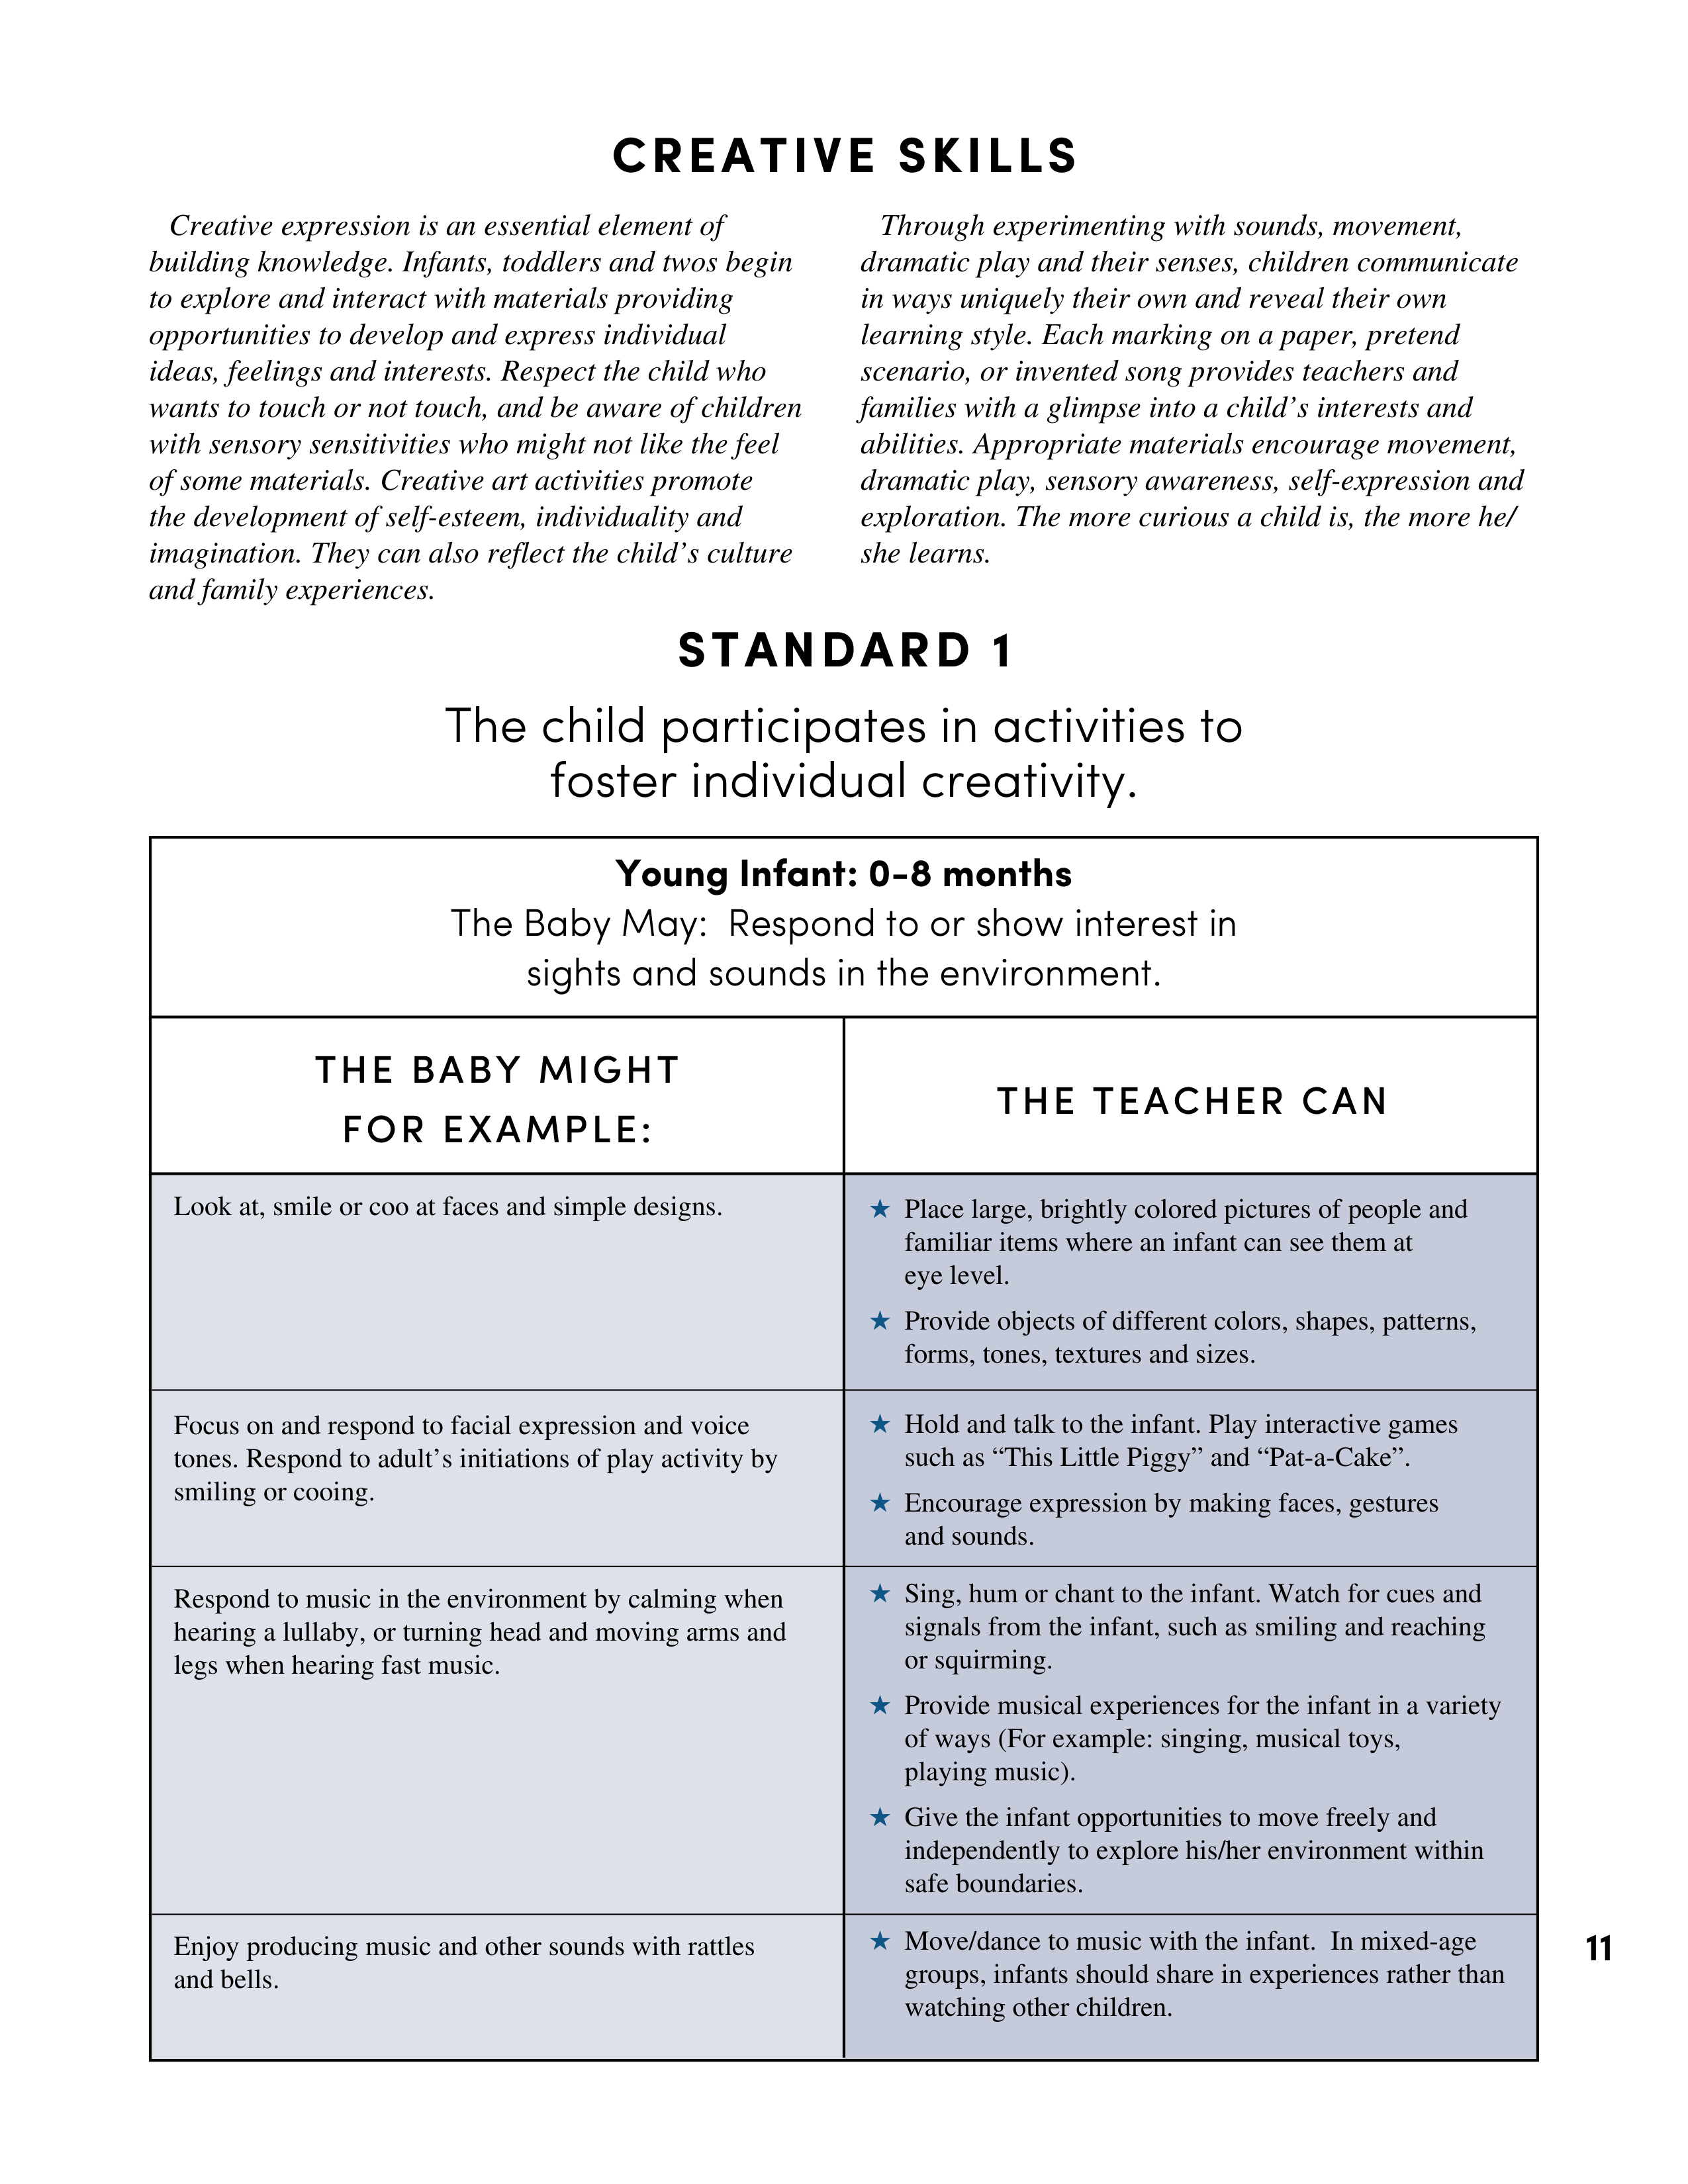 CREATIVE SKILLS
Creative expression is an essential element of
building knowledge. Infants, toddlers and twos begin
to explore and interact with materials providing
opportunities to develop and express individual
ideas, feelings and interests. Respect the child who
wants to touch or not touch, and be aware of children
with sensory sensitivities who might not like the feel
of some materials. Creative art activities promote
the development of self-esteem, individuality and
imagination. They can also reflect the child’s culture
and family experiences.
Through experimenting with sounds, movement,
dramatic play and their senses, children communicate
in ways uniquely their own and reveal their own
learning style. Each marking on a paper, pretend
scenario, or invented song provides teachers and
families with a glimpse into a child’s interests and
abilities. Appropriate materials encourage movement,
dramatic play, sensory awareness, self-expression and
exploration. The more curious a child is, the more he/
she learns.
STANDARD 1
The child participates in activities to
foster individual creativity.
Young Infant: 0-8 months
The Baby May:  Respond to or show interest in
sights and sounds in the environment.
THE BABY MIGHT
FOR EXAMPLE:
THE TEACHER CAN
Look at, smile or coo at faces and simple designs.
★ Place large, brightly colored pictures of people and
familiar items where an infant can see them at
eye level.
★ Provide objects of different colors, shapes, patterns,
forms, tones, textures and sizes.
Focus on and respond to facial expression and voice
tones. Respond to adult’s initiations of play activity by
smiling or cooing.
★ Hold and talk to the infant. Play interactive games
such as “This Little Piggy” and “Pat-a-Cake”.
★ Encourage expression by making faces, gestures
and sounds.
Respond to music in the environment by calming when
hearing a lullaby, or turning head and moving arms and
legs when hearing fast music.
★ Sing, hum or chant to the infant. Watch for cues and
signals from the infant, such as smiling and reaching
or squirming.
★ Provide musical experiences for the infant in a variety
of ways (For example: singing, musical toys,
playing music).
★ Give the infant opportunities to move freely and
independently to explore his/her environment within
safe boundaries.
Enjoy producing music and other sounds with rattles
and bells.
★ Move/dance to music with the infant.  In mixed-age
groups, infants should share in experiences rather than
watching other children.
11